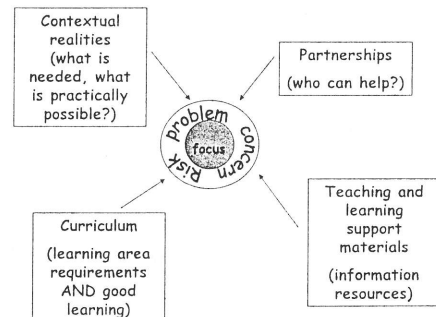 Contextual
realities
(what is
needed, what
is practically
possible?)
Partnerships
(who can help?)
problem
concern
Risk
focus
Curriculum
(learning area
requirements
AND good
learning)
Teaching and
learning
support
materials
(information
resources)